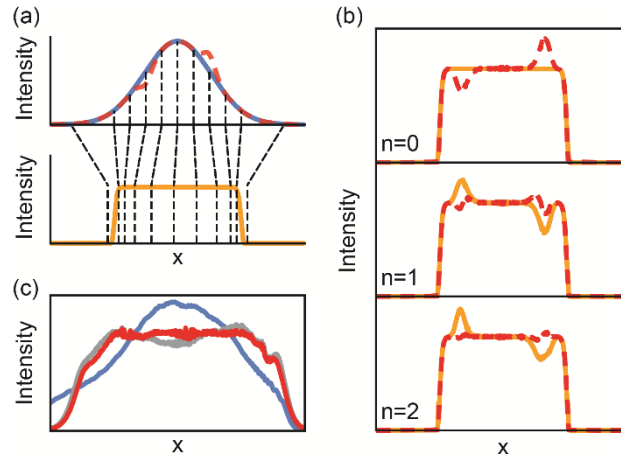 (a)
Intensity
Intensity
x
(b)
n=0
n=1
n=2
Intensity
x
(c)
Intensity
x